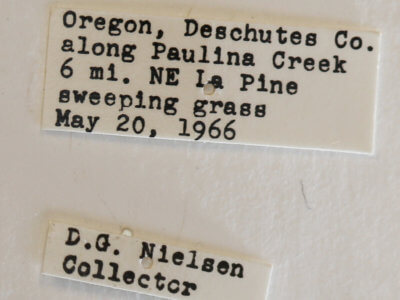 Oregon, Deschutes Co.
along Paulina Creek
6 mi. NE La Pine
sweeping grass
May 20, 1966
D.G. Nielsen
Collector